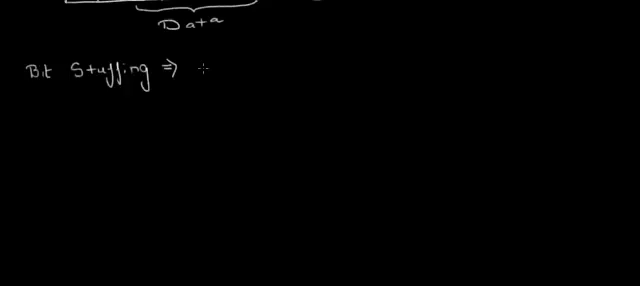 Data
Bit Stuffing ⇒